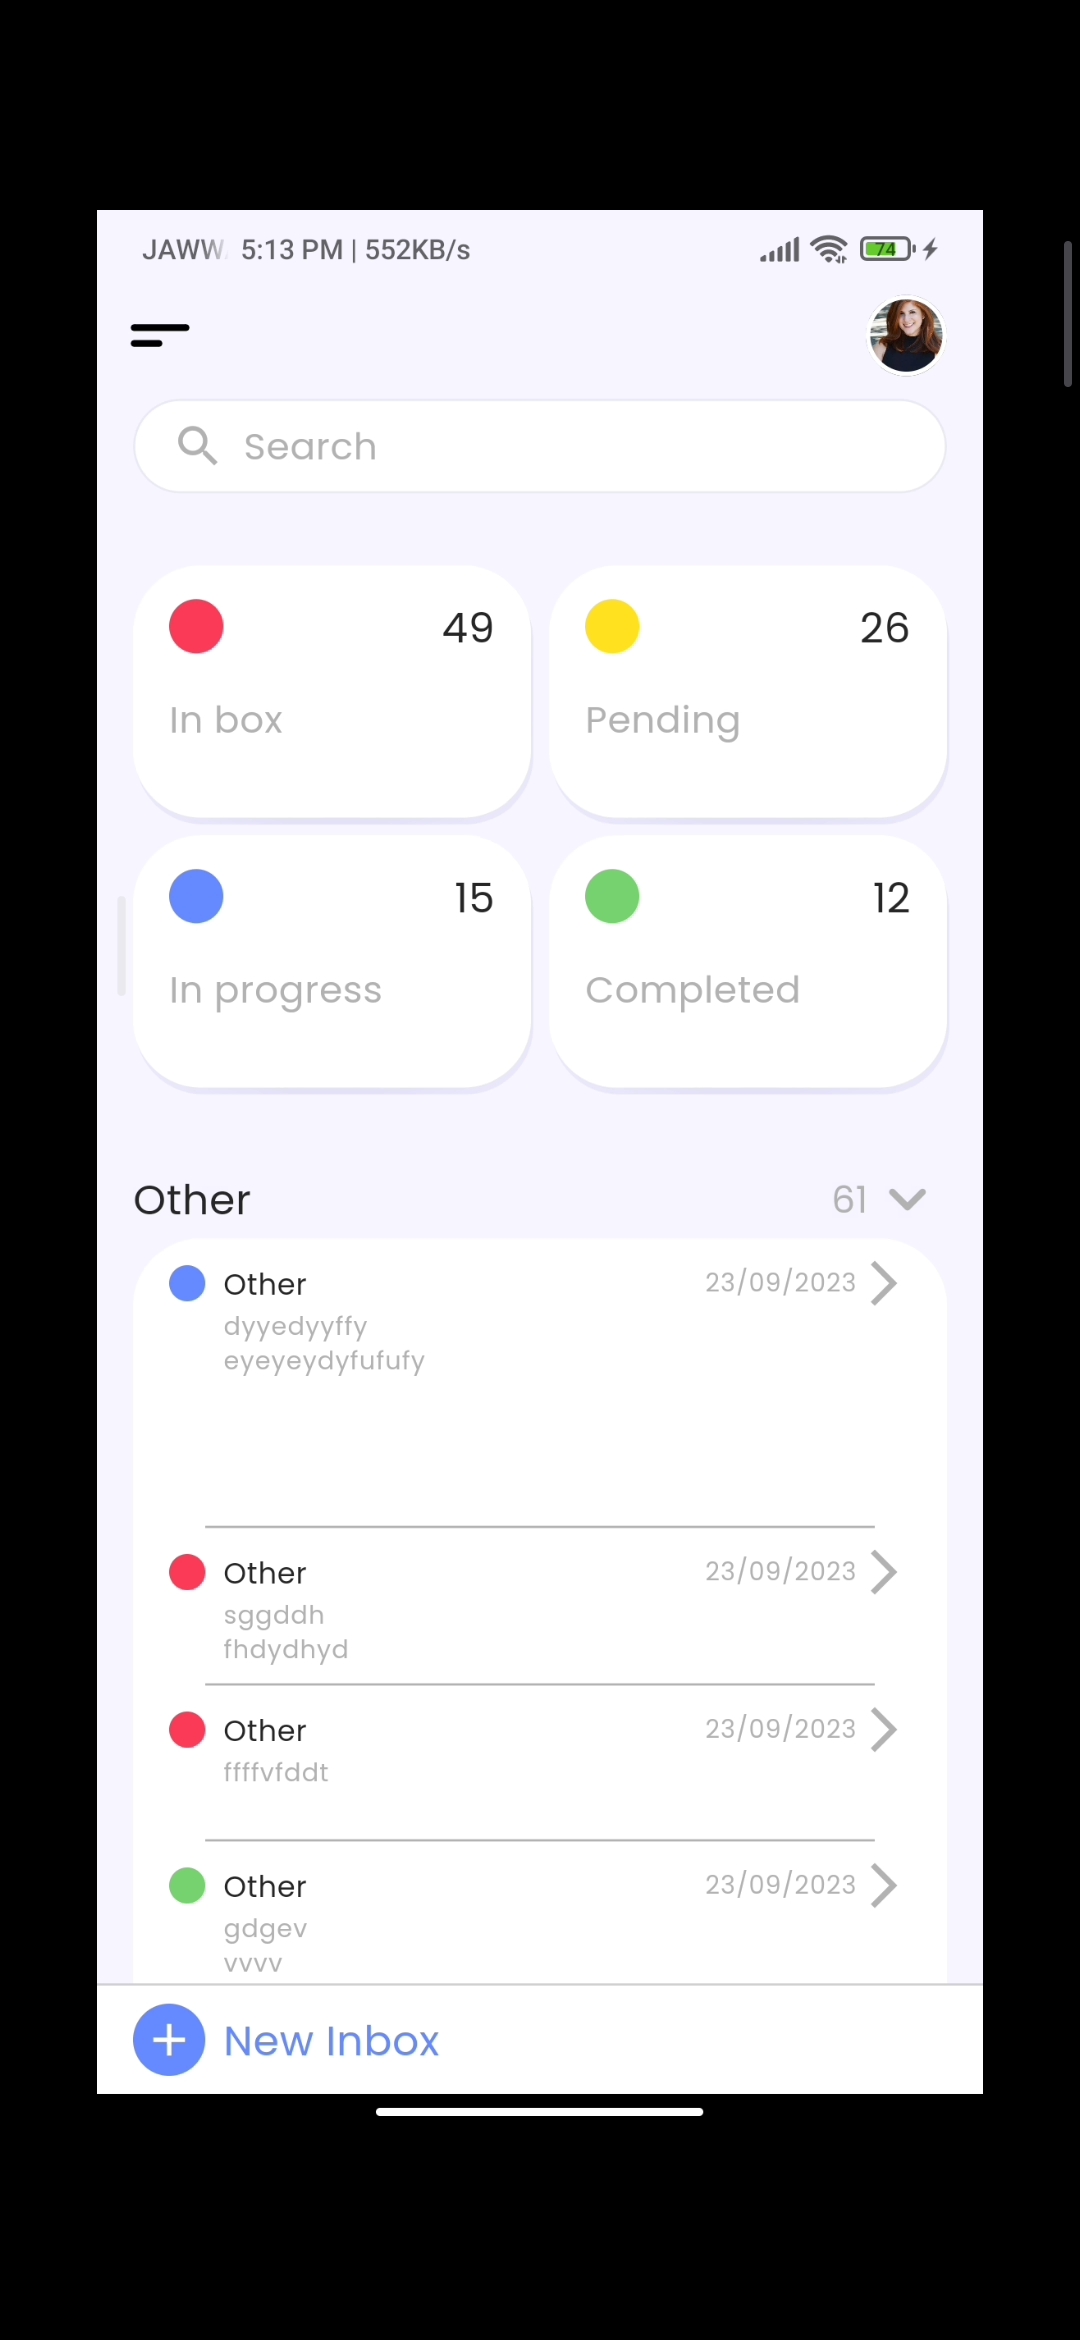 JAWW 5:13 PM | 552KB/s 74
Search
49
In box
26
Pending
15
In progress
12
Completed
Other 61
Other 23/09/2023
dyyedyyffy
eyeyeydyfufufy
Other 23/09/2023
sggddh
fhdydhyd
Other 23/09/2023
ffffvfddt
Other 23/09/2023
gdgev
vvvv
New Inbox